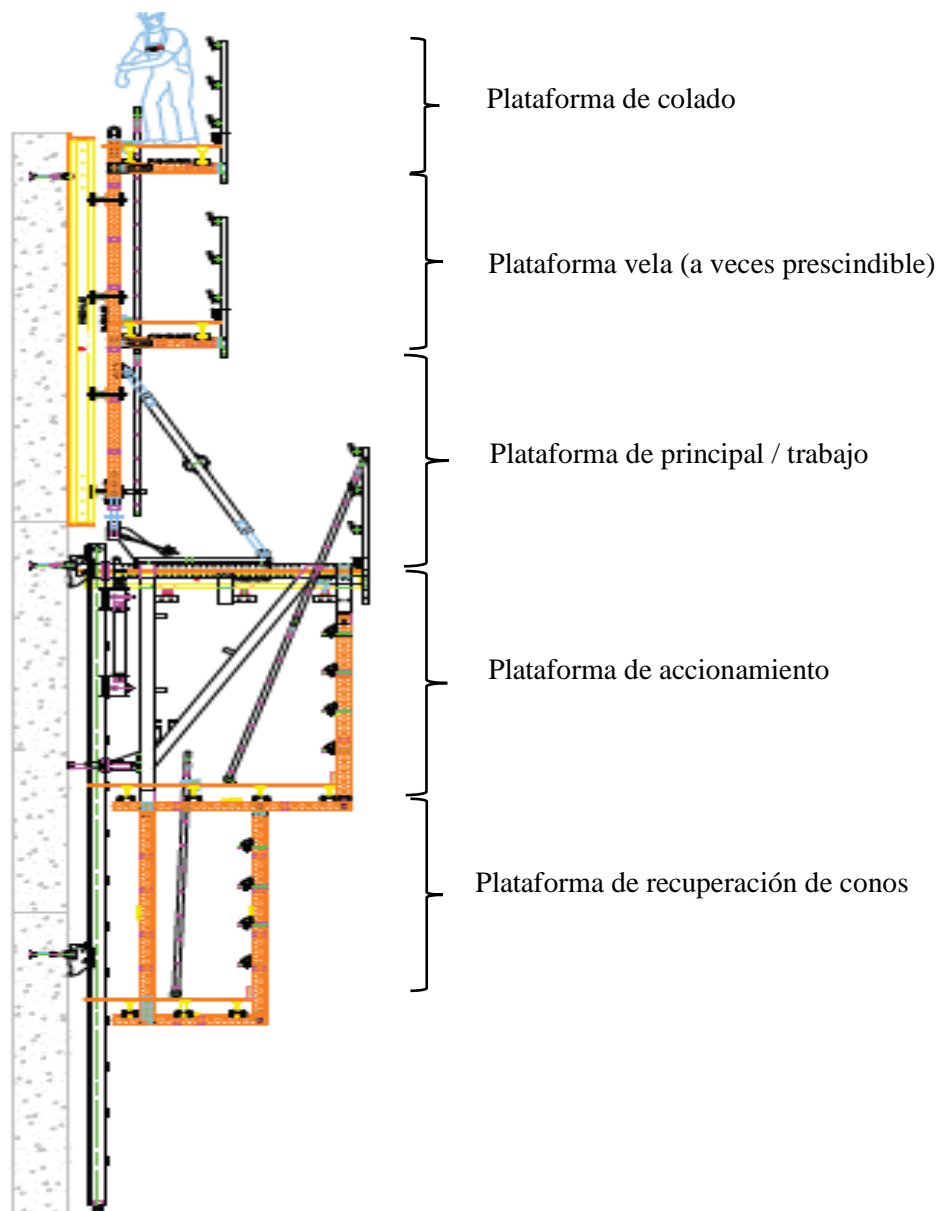 Plataforma de colado
Plataforma vela (a veces prescindible)
Plataforma de principal / trabajo
Plataforma de accionamiento
Plataforma de recuperación de conos